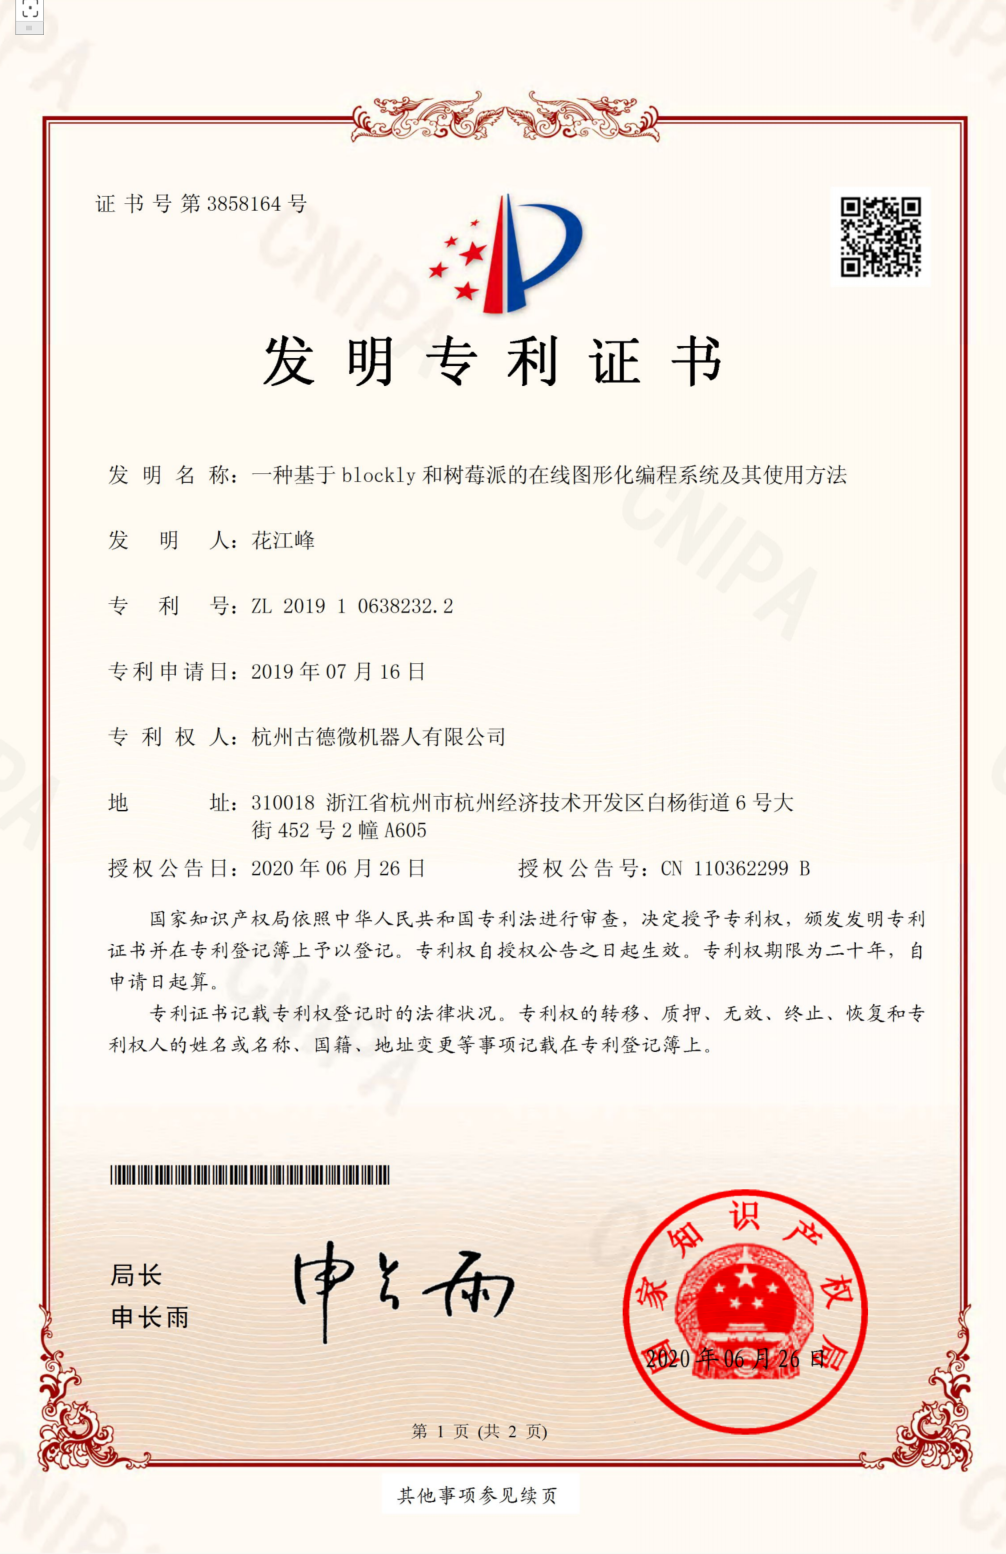 证书号第3858164号
发明专利证书
发明名称：一种基于blockly和树莓派的在线图形化编程系统及其使用方法
发明人：花江峰
专利号：ZL 2019 1 0638232.2
专利申请日：2019年07月16日
专利权人：杭州古德微机器人有限公司
地址：310018 浙江省杭州市杭州经济技术开发区白杨街道6号大
街452号2幢A605
授权公告日：2020年06月26日 授权公告号：CN 110362299 B
国家知识产权局依照中华人民共和国专利法进行审查，决定授予专利权，颁发发明专利
证书并在专利登记簿上予以登记。专利权自授权公告之日起生效。专利权期限为二十年，自
申请日起算。
专利证书记载专利权登记时的法律状况。专利权的转移、质押、无效、终止、恢复和专
利权人的姓名或名称、国籍、地址变更等事项记载在专利登记簿上。
局长
申长雨
申长雨
国家知识产权局
2020年06月26日
第 1 页 (共 2 页)
其他事项参见续页
CNIPA
CNIPA
CNIPA
CNIPA